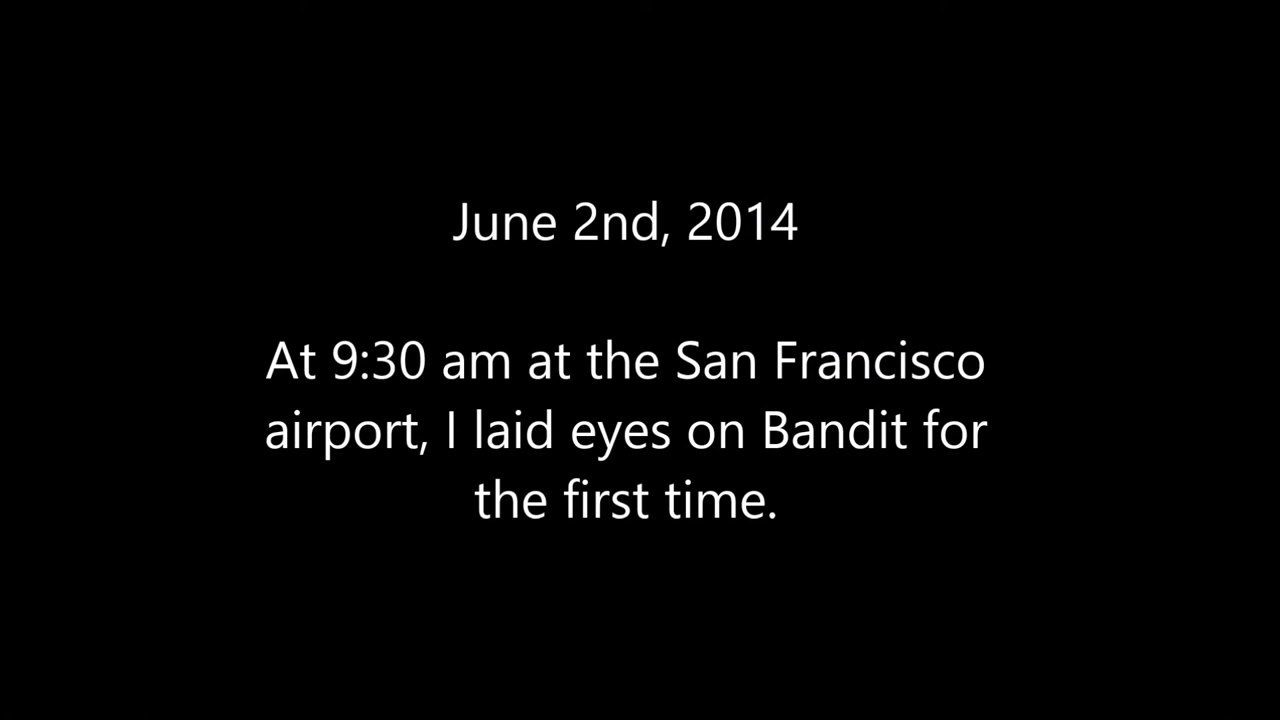 June 2nd, 2014
At 9:30 am at the San Francisco
airport, I laid eyes on Bandit for
the first time.